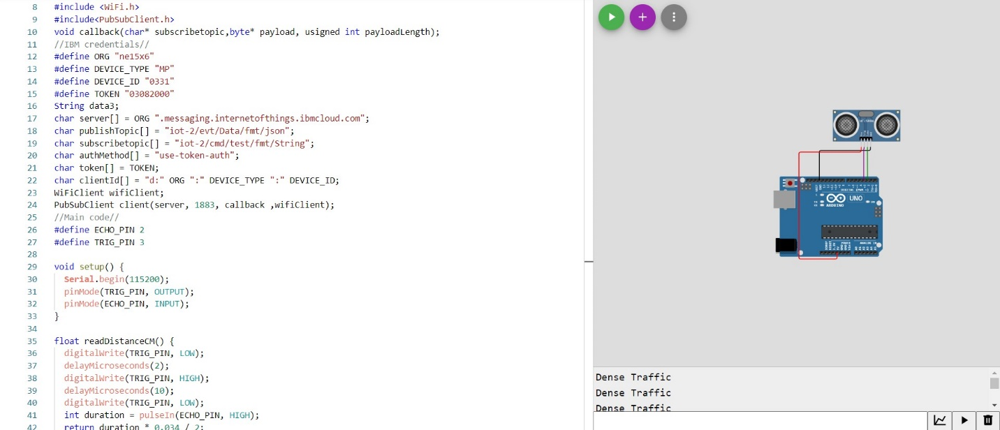 8 #include <WiFi.h>
9 #include<PubSubClient.h>
10 void callback(char* subscribetopic,byte* payload, usigned int payloadLength);
11 //IBM credentials//
12 #define ORG "ne15x6"
13 #define DEVICE_TYPE "MP"
14 #define DEVICE_ID "0331"
15 #define TOKEN "03082000"
16 String data3;
17 char server[] = ORG ".messaging.internetofthings.ibmcloud.com";
18 char publishTopic[] = "iot-2/evt/Data/fmt/json";
19 char subscribetopic[] = "iot-2/cmd/test/fmt/String";
20 char authMethod[] = "use-token-auth";
21 char token[] = TOKEN;
22 char clientId[] = "d:" ORG ":" DEVICE_TYPE ":" DEVICE_ID;
23 WiFiClient wifiClient;
24 PubSubClient client(server, 1883, callback ,wifiClient);
25 //Main code//
26 #define ECHO_PIN 2
27 #define TRIG_PIN 3
28
29 void setup() {
30 Serial.begin(115200);
31 pinMode(TRIG_PIN, OUTPUT);
32 pinMode(ECHO_PIN, INPUT);
33 }
34
35 float readDistanceCM() {
36 digitalWrite(TRIG_PIN, LOW);
37 delayMicroseconds(2);
38 digitalWrite(TRIG_PIN, HIGH);
39 delayMicroseconds(10);
40 digitalWrite(TRIG_PIN, LOW);
41 int duration = pulseIn(ECHO_PIN, HIGH);
42 return duration * 0.034 / 2;
HC-SR04
DIGITAL (PWM ~)
UNO
ARDUINO
POWER
ANALOG IN
Dense Traffic
Dense Traffic
Dense Traffic